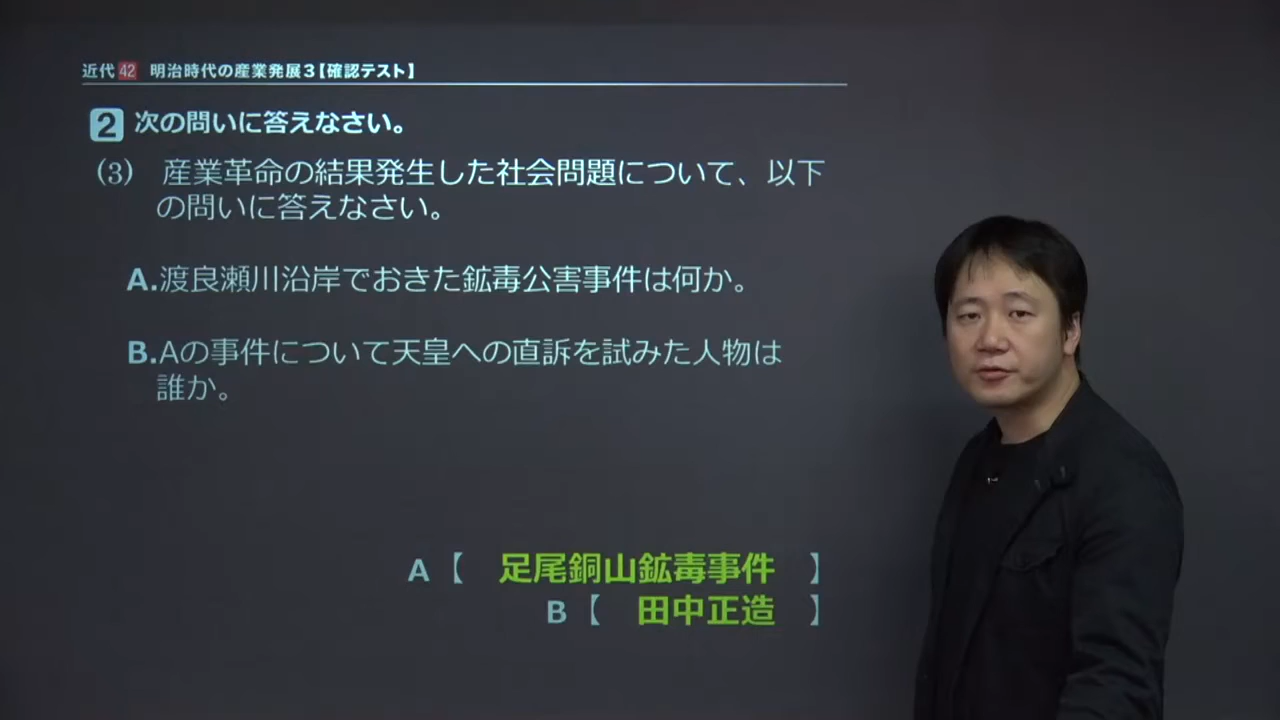 近代42 明治時代の産業発展3【確認テスト】
2 次の問いに答えなさい。
(3) 産業革命の結果発生した社会問題について、以下
の問いに答えなさい。
A.渡良瀬川沿岸でおきた鉱毒公害事件は何か。
B.Aの事件について天皇への直訴を試みた人物は
誰か。
A【 足尾銅山鉱毒事件 】
B【 田中正造 】